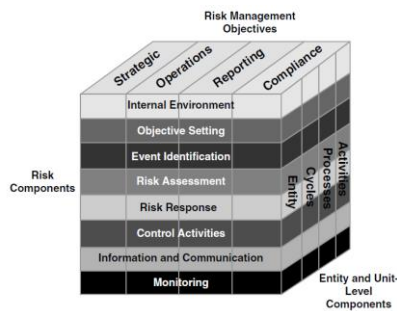 Risk Management
Objectives
Strategic
Operations
Reporting
Compliance
Internal Environment
Objective Setting
Event Identification
Risk Assessment
Risk Response
Control Activities
Information and Communication
Monitoring
Risk
Components
Entity
Cycles
Processes
Activities
Entity and Unit-
Level
Components